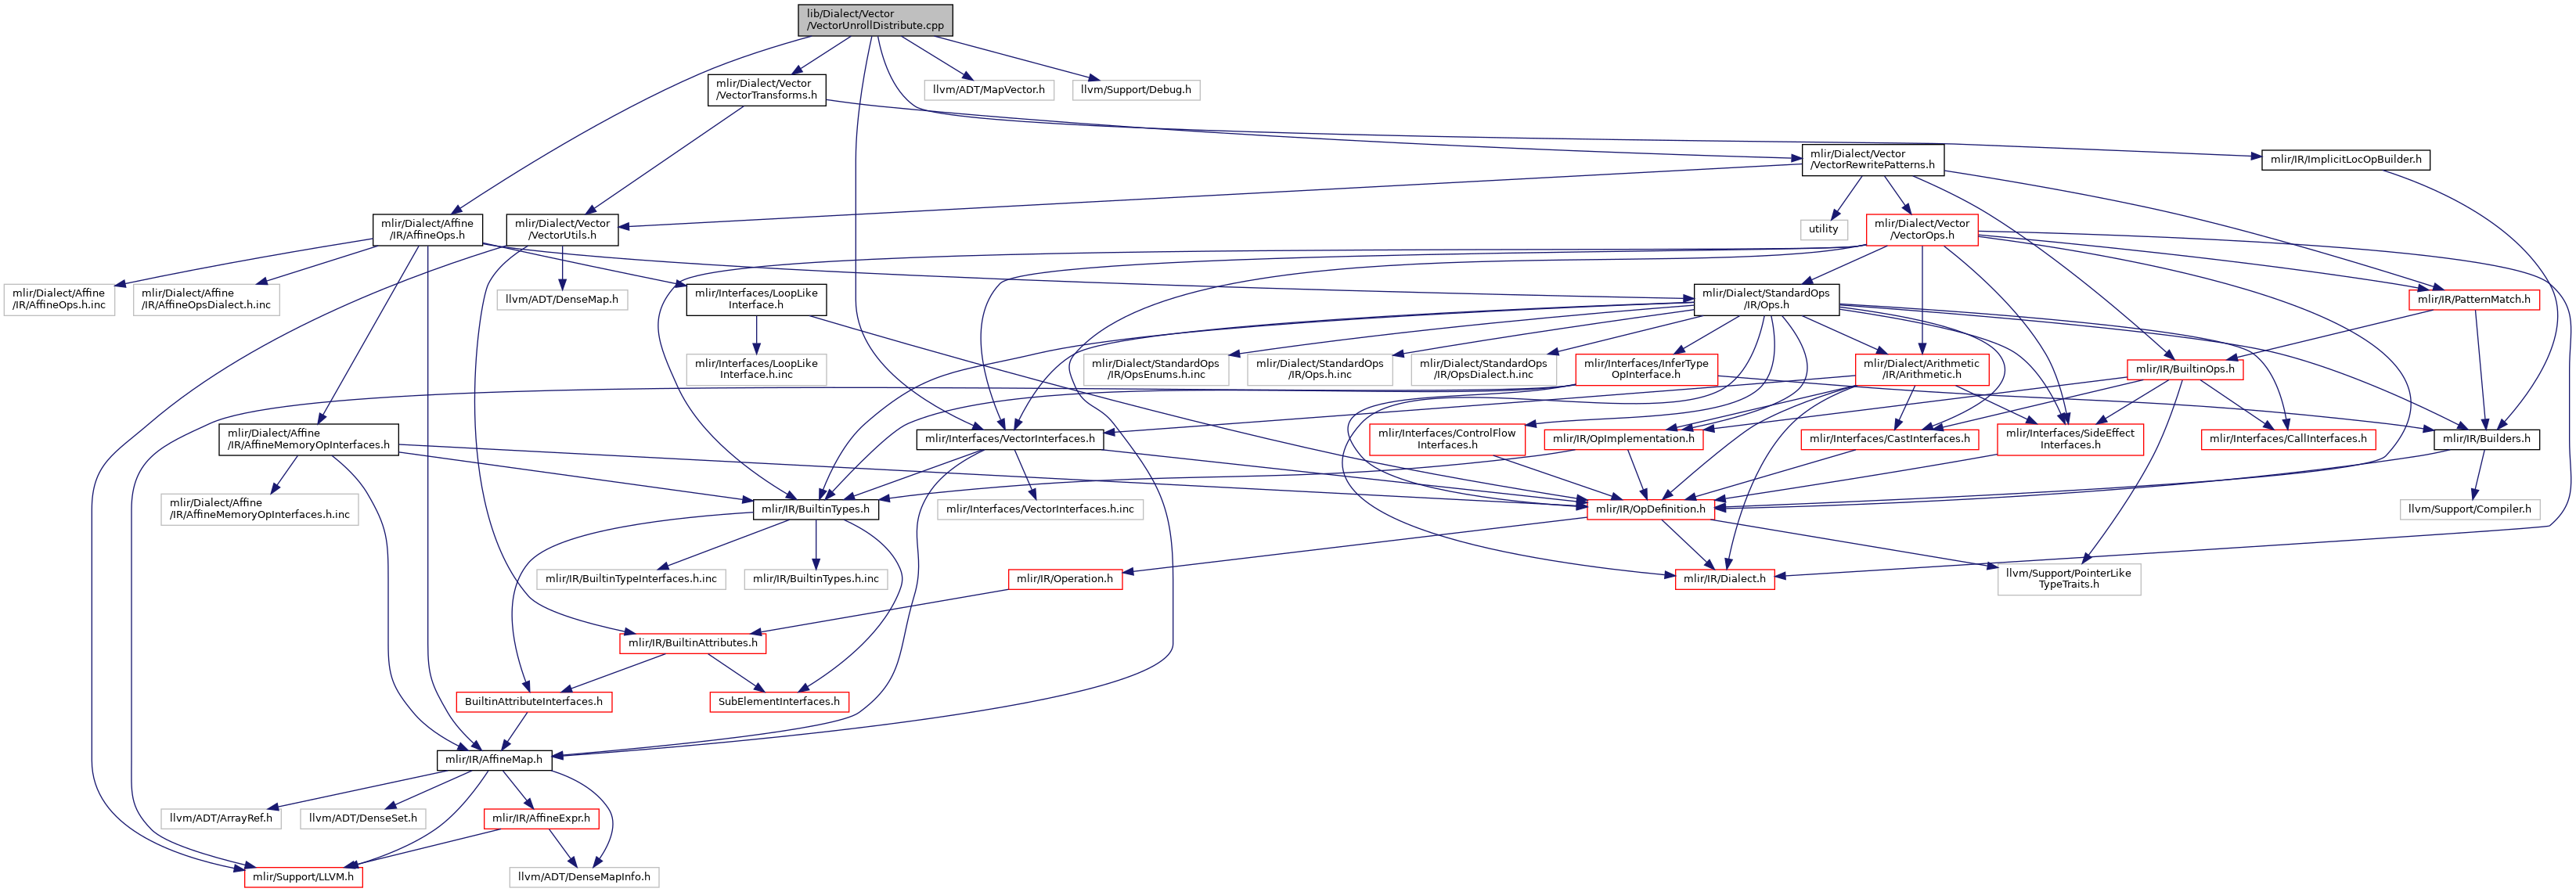 lib/Dialect/Vector
/VectorUnrollDistribute.cpp
mlir/Dialect/Vector
/VectorTransforms.h
llvm/ADT/MapVector.h
llvm/Support/Debug.h
mlir/Dialect/Vector
/VectorRewritePatterns.h
mlir/IR/ImplicitLocOpBuilder.h
mlir/Dialect/Affine
/IR/AffineOps.h
mlir/Dialect/Vector
/VectorUtils.h
utility
mlir/Dialect/Vector
/VectorOps.h
mlir/Dialect/Affine
/IR/AffineOps.h.inc
mlir/Dialect/Affine
/IR/AffineOpsDialect.h.inc
llvm/ADT/DenseMap.h
mlir/Interfaces/LoopLike
Interface.h
mlir/Dialect/StandardOps
/IR/Ops.h
mlir/IR/PatternMatch.h
mlir/Interfaces/LoopLike
Interface.h.inc
mlir/Dialect/StandardOps
/IR/OpsEnums.h.inc
mlir/Dialect/StandardOps
/IR/Ops.h.inc
mlir/Dialect/StandardOps
/IR/OpsDialect.h.inc
mlir/Interfaces/InferType
OpInterface.h
mlir/Dialect/Arithmetic
/IR/Arithmetic.h
mlir/IR/BuiltinOps.h
mlir/Dialect/Affine
/IR/AffineMemoryOpInterfaces.h
mlir/Interfaces/VectorInterfaces.h
mlir/Interfaces/ControlFlow
Interfaces.h
mlir/IR/OpImplementation.h
mlir/Interfaces/CastInterfaces.h
mlir/Interfaces/SideEffect
Interfaces.h
mlir/Interfaces/CallInterfaces.h
mlir/IR/Builders.h
mlir/Dialect/Affine
/IR/AffineMemoryOpInterfaces.h.inc
mlir/IR/BuiltinTypes.h
mlir/Interfaces/VectorInterfaces.h.inc
mlir/IR/OpDefinition.h
llvm/Support/Compiler.h
mlir/IR/BuiltinTypeInterfaces.h.inc
mlir/IR/BuiltinTypes.h.inc
mlir/IR/Operation.h
mlir/IR/Dialect.h
llvm/Support/PointerLike
TypeTraits.h
mlir/IR/BuiltinAttributes.h
BuiltinAttributeInterfaces.h
SubElementInterfaces.h
mlir/IR/AffineMap.h
llvm/ADT/ArrayRef.h
llvm/ADT/DenseSet.h
mlir/IR/AffineExpr.h
mlir/Support/LLVM.h
llvm/ADT/DenseMapInfo.h